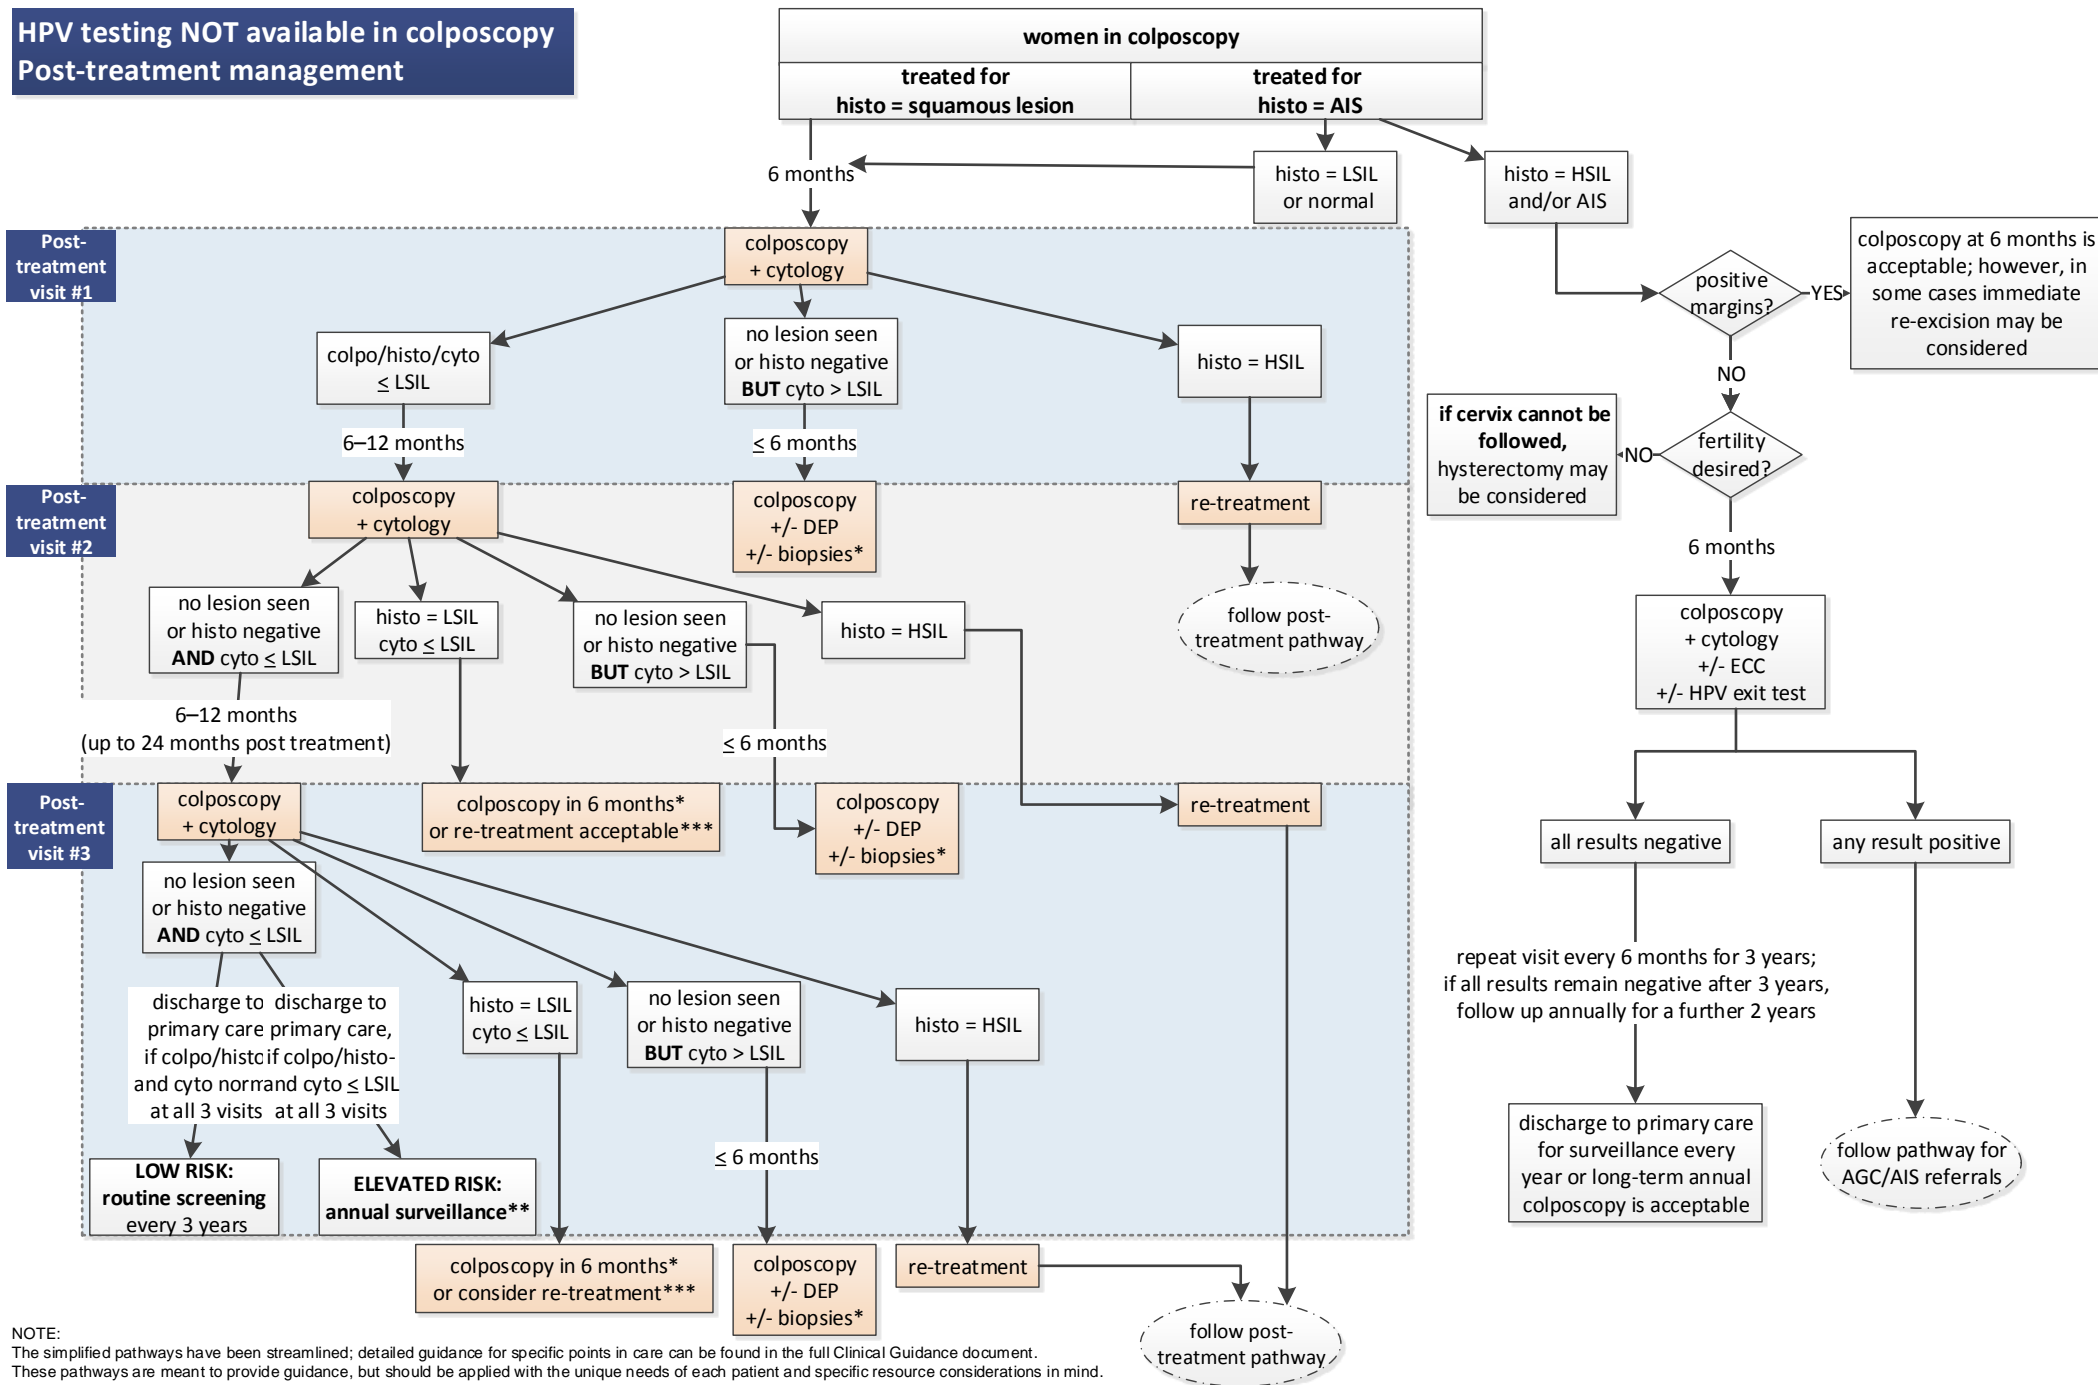 HPV testing NOT available in colposcopy
Post-treatment management
women in colposcopy
treated for
histo = squamous lesion
treated for
histo = AIS
6 months
histo = LSIL
or normal
histo = HSIL
and/or AIS
Post-
treatment
visit #1
colposcopy
+ cytology
colpo/histo/cyto
≤ LSIL
no lesion seen
or histo negative
BUT cyto > LSIL
histo = HSIL
6–12 months
≤ 6 months
positive
margins?
YES
colposcopy at 6 months is
acceptable; however, in
some cases immediate
re-excision may be
considered
NO
fertility
desired?
NO
if cervix cannot be
followed,
hysterectomy may
be considered
Post-
treatment
visit #2
colposcopy
+ cytology
colposcopy
+/- DEP
+/- biopsies*
re-treatment
follow post-
treatment pathway
no lesion seen
or histo negative
AND cyto ≤ LSIL
histo = LSIL
cyto ≤ LSIL
no lesion seen
or histo negative
BUT cyto > LSIL
histo = HSIL
6–12 months
(up to 24 months post treatment)
≤ 6 months
6 months
colposcopy
+ cytology
+/- ECC
+/- HPV exit test
Post-
treatment
visit #3
colposcopy
+ cytology
colposcopy in 6 months*
or re-treatment acceptable***
colposcopy
+/- DEP
+/- biopsies*
re-treatment
all results negative
any result positive
no lesion seen
or histo negative
AND cyto ≤ LSIL
discharge to
primary care
if colpo/histo
and cyto norm
at all 3 visits
discharge to
primary care,
if colpo/histo-
and cyto ≤ LSIL
at all 3 visits
histo = LSIL
cyto ≤ LSIL
no lesion seen
or histo negative
BUT cyto > LSIL
histo = HSIL
repeat visit every 6 months for 3 years;
if all results remain negative after 3 years,
follow up annually for a further 2 years
≤ 6 months
LOW RISK:
routine screening
every 3 years
ELEVATED RISK:
annual surveillance**
discharge to primary care
for surveillance every
year or long-term annual
colposcopy is acceptable
follow pathway for
AGC/AIS referrals
colposcopy in 6 months*
or consider re-treatment***
colposcopy
+/- DEP
+/- biopsies*
re-treatment
follow post-
treatment pathway
NOTE:
The simplified pathways have been streamlined; detailed guidance for specific points in care can be found in the full Clinical Guidance document.
These pathways are meant to provide guidance, but should be applied with the unique needs of each patient and specific resource considerations in mind.